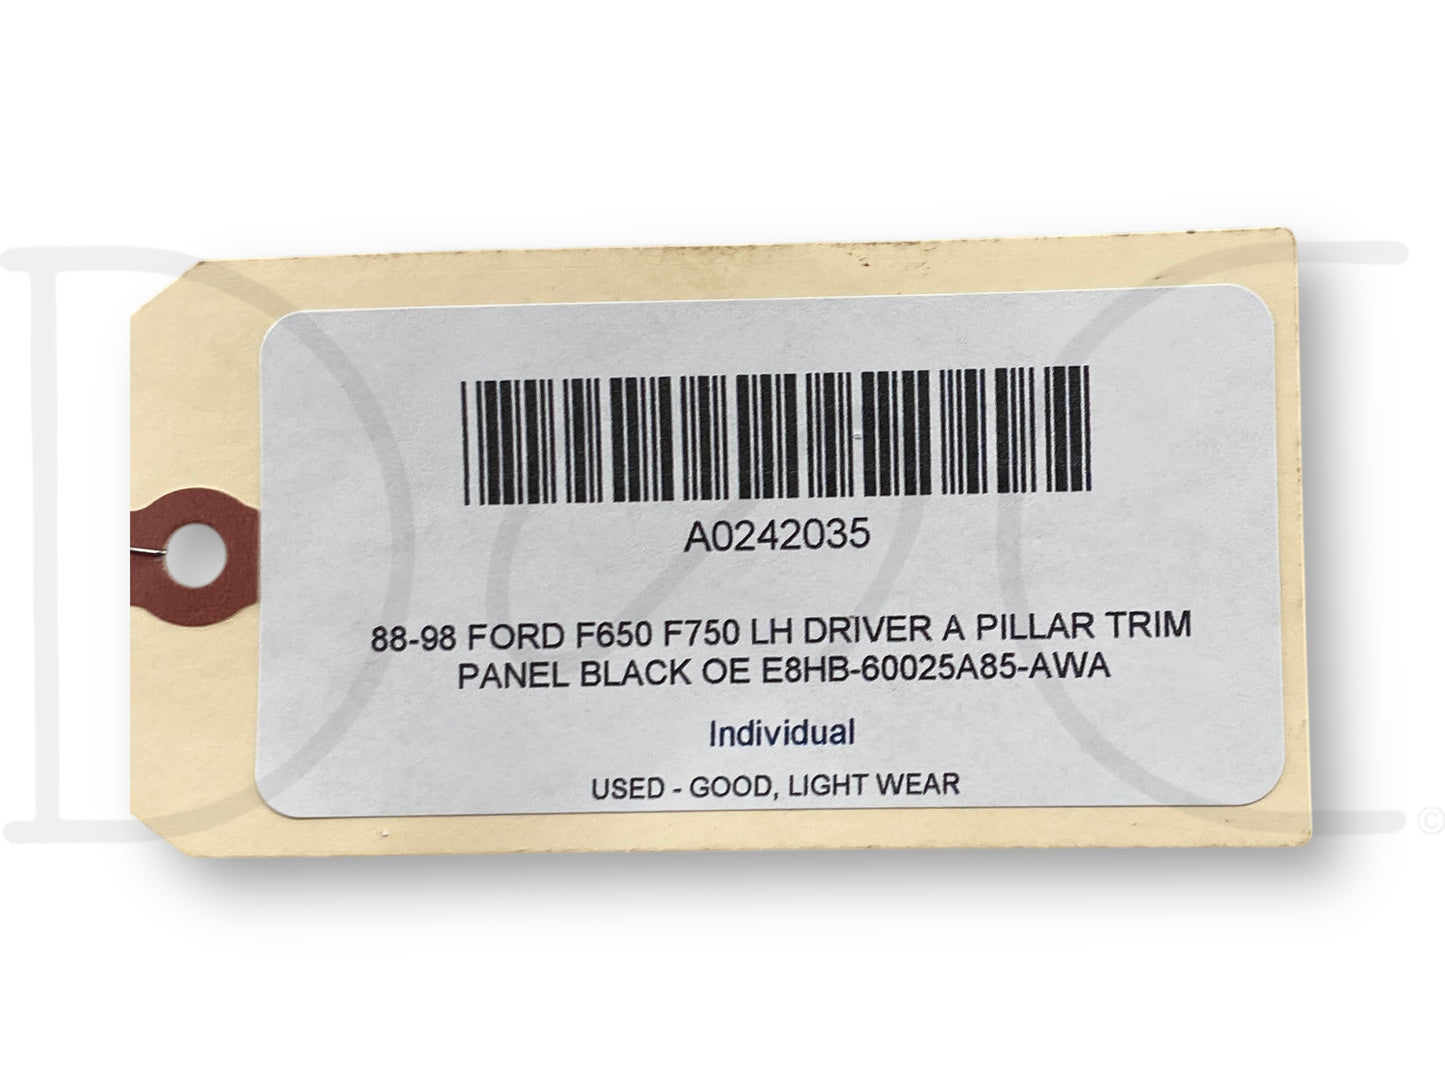 A0242035
88-98 FORD F650 F750 LH DRIVER A PILLAR TRIM
PANEL BLACK OE E8HB-60025A85-AWA
Individual
USED - GOOD, LIGHT WEAR
©